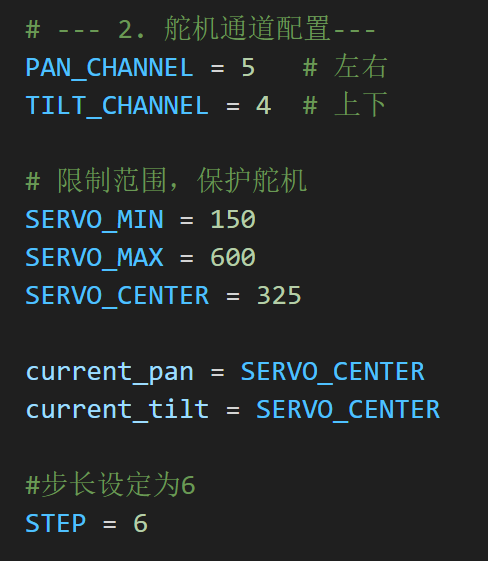 # --- 2. 舵机通道配置---
PAN_CHANNEL = 5   # 左右
TILT_CHANNEL = 4  # 上下
# 限制范围，保护舵机
SERVO_MIN = 150
SERVO_MAX = 600
SERVO_CENTER = 325
current_pan = SERVO_CENTER
current_tilt = SERVO_CENTER
#步长设定为6
STEP = 6